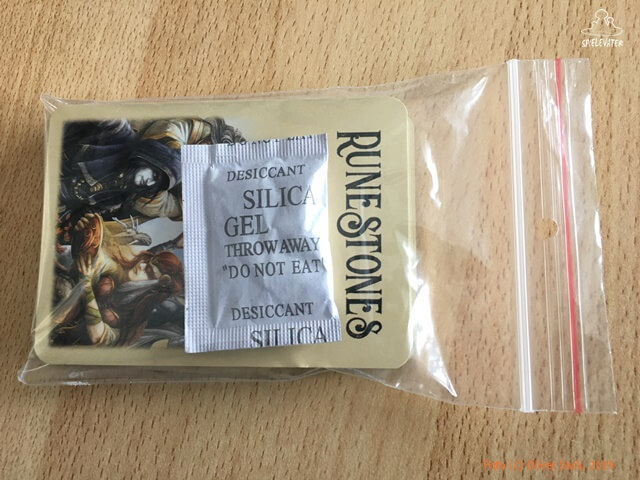 SPIELEVATER
RUNESTONES
DESICCANT
SILICA
GEL
THROW AWAY
"DO NOT EAT"
DESICCANT
SILICA